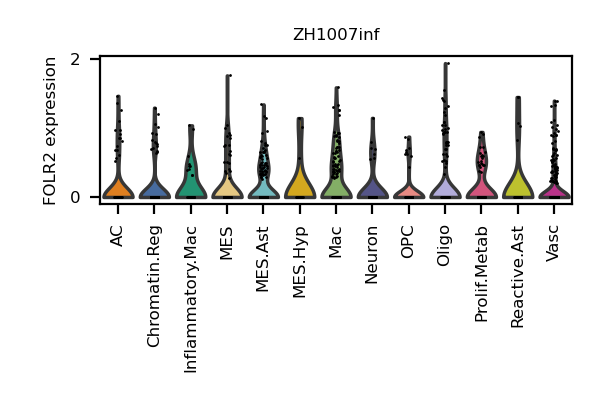 ZH1007inf
FOLR2 expression
2
0
AC
Chromatin.Reg
Inflammatory.Mac
MES
MES.Ast
MES.Hyp
Mac
Neuron
OPC
Oligo
Prolif.Metab
Reactive.Ast
Vasc